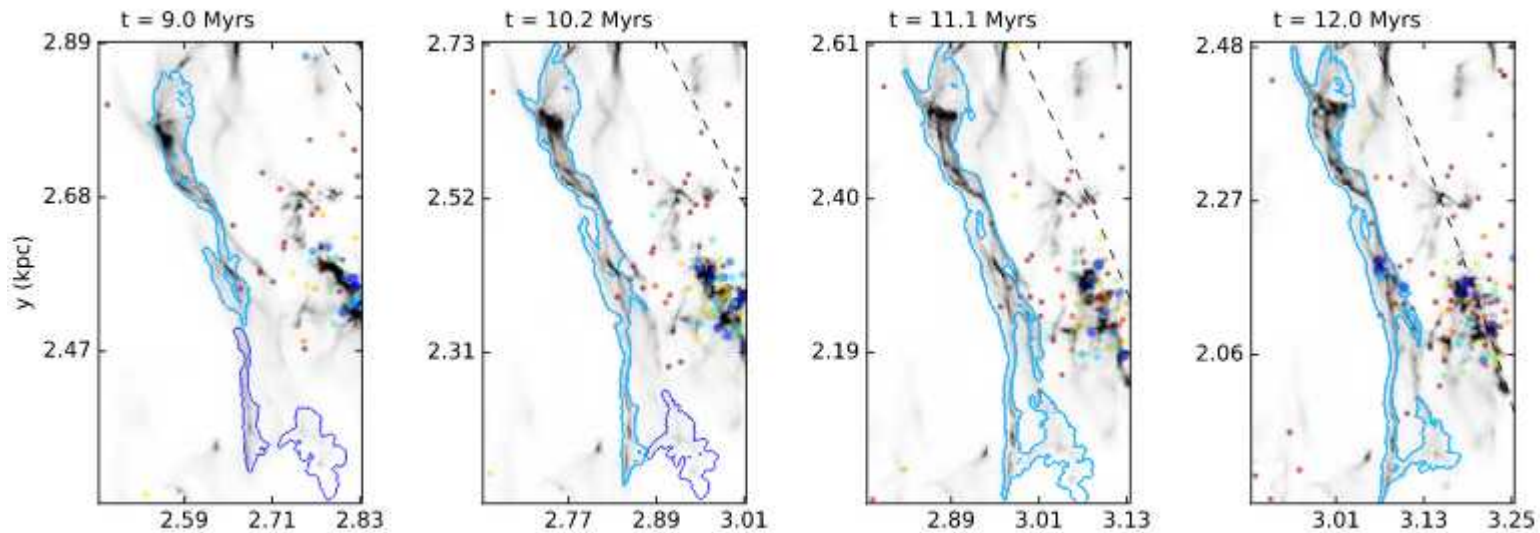 t = 9.0 Myrs
t = 10.2 Myrs
t = 11.1 Myrs
t = 12.0 Myrs
y (kpc)
2.89
2.68
2.47
2.73
2.52
2.31
2.61
2.40
2.19
2.48
2.27
2.06
2.59 2.71 2.83
2.77 2.89 3.01
2.89 3.01 3.13
3.01 3.13 3.25